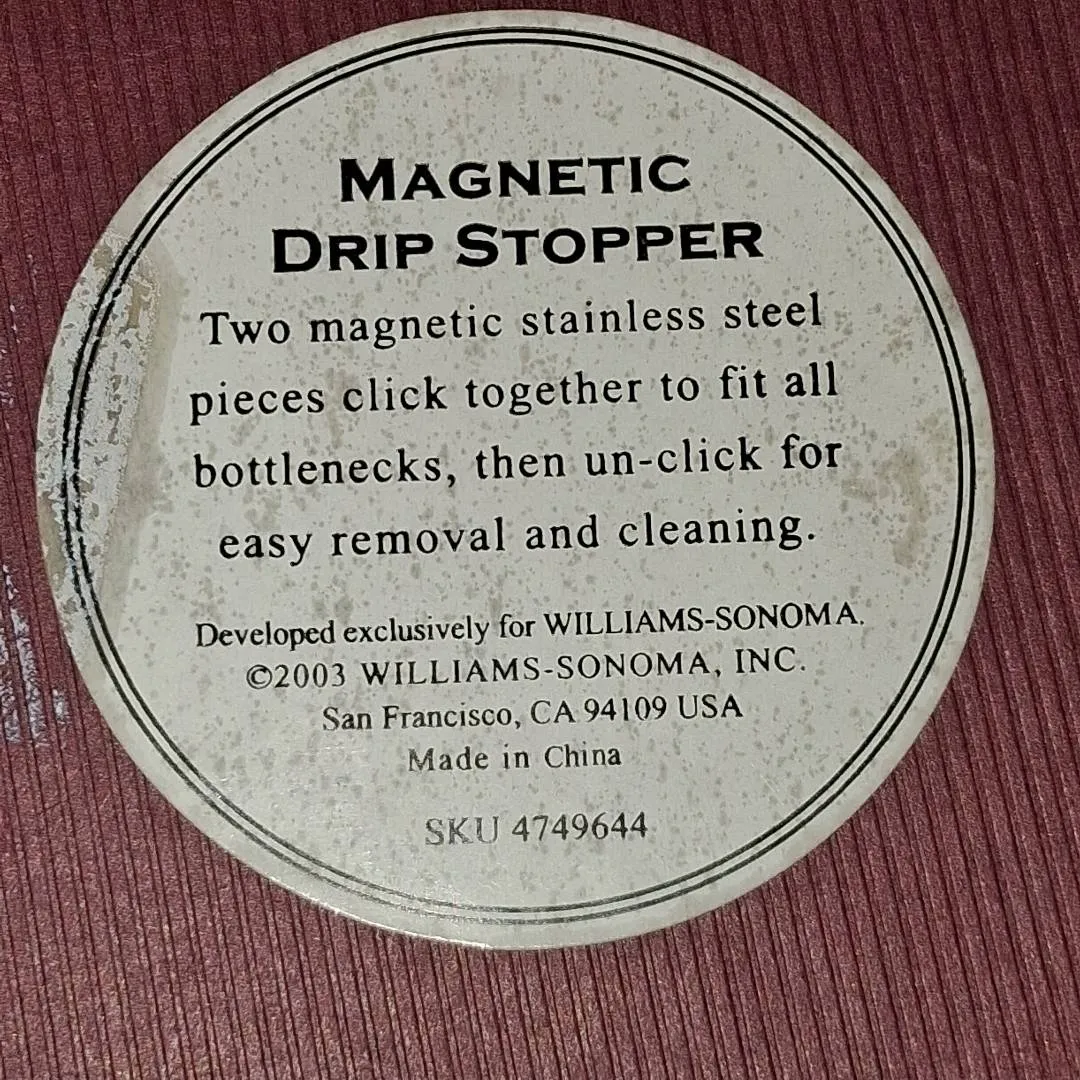 MAGNETIC
DRIP STOPPER
Two magnetic stainless steel
pieces click together to fit all
bottlenecks, then un-click for
easy removal and cleaning.
Developed exclusively for WILLIAMS-SONOMA.
©2003 WILLIAMS-SONOMA, INC.
San Francisco, CA 94109 USA
Made in China
SKU 4749644